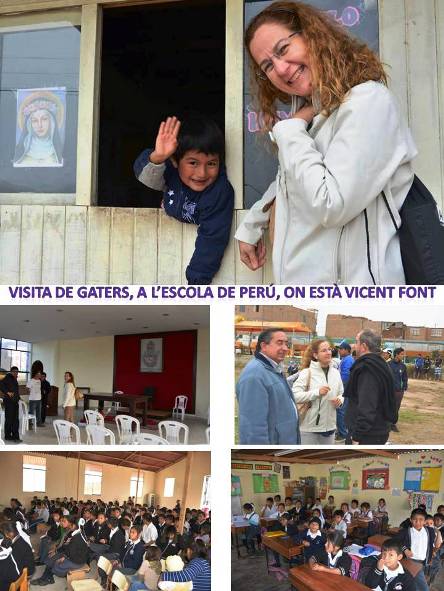 VISITA DE GATERS, A L'ESCOLA DE PERÚ, ON ESTÀ VICENT FONT